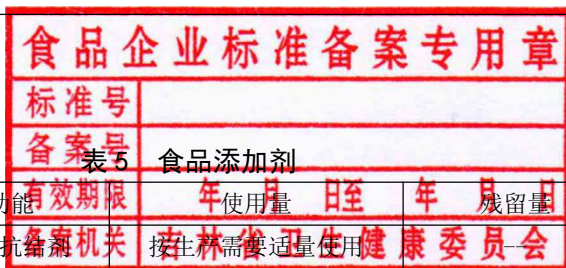 食品企业标准备案专用章
标准号
备案号
表 5 食品添加剂
有效期限 年 月 日至 年 月 日
功能 使用量 残留量
备案机关 吉林省卫生健康委员会
抗结剂 按生产需要适量使用 —